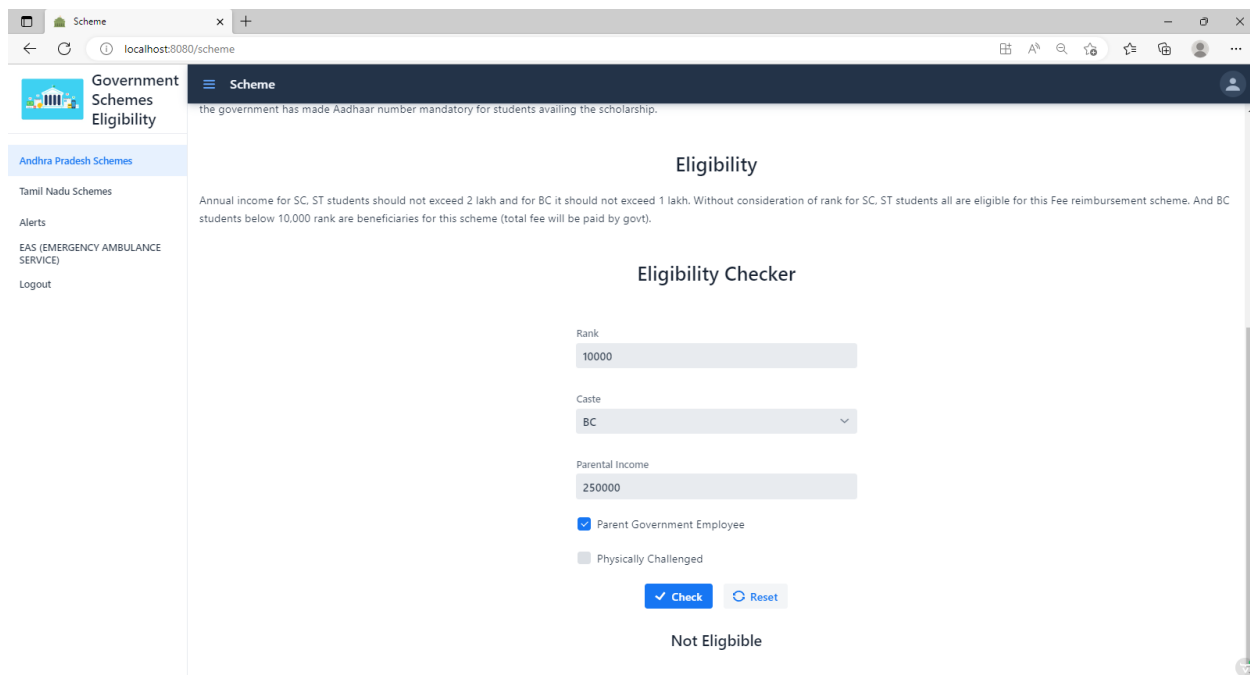 Scheme
localhost:8080/scheme
Government
Schemes
Eligibility
Scheme
Andhra Pradesh Schemes
Tamil Nadu Schemes
Alerts
EAS (EMERGENCY AMBULANCE
SERVICE)
Logout
the government has made Aadhaar number mandatory for students availing the scholarship.
Eligibility
Annual income for SC, ST students should not exceed 2 lakh and for BC it should not exceed 1 lakh. Without consideration of rank for SC, ST students all are eligible for this Fee reimbursement scheme. And BC
students below 10,000 rank are beneficiaries for this scheme (total fee will be paid by govt).
Eligibility Checker
Rank
10000
Caste
BC
Parental Income
250000
Parent Government Employee
Physically Challenged
Check
Reset
Not Eligbible